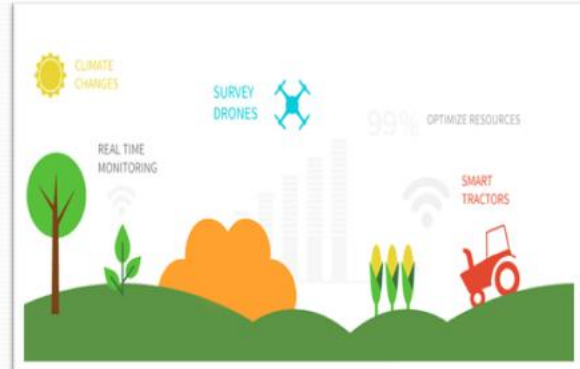 CLIMATE
CHANGES
SURVEY
DRONES
99% OPTIMIZE RESOURCES
REAL TIME
MONITORING
SMART
TRACTORS